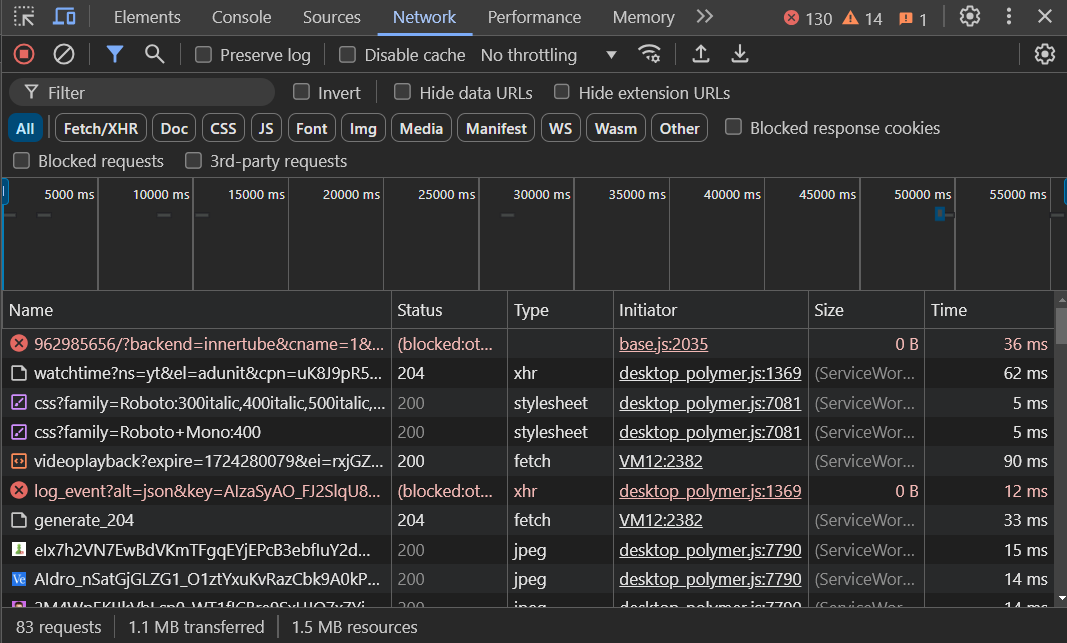 Elements Console Sources Network Performance Memory 130 14 1
Preserve log Disable cache No throttling
Filter Invert Hide data URLs Hide extension URLs
All Fetch/XHR Doc CSS JS Font Img Media Manifest WS Wasm Other Blocked response cookies
Blocked requests 3rd-party requests
5000 ms 10000 ms 15000 ms 20000 ms 25000 ms 30000 ms 35000 ms 40000 ms 45000 ms 50000 ms 55000 ms
Name Status Type Initiator Size Time
962985656/?backend=innertube&cname=1&... (blocked:ot... base.js:2035 0 B 36 ms
watchtime?ns=yt&el=adunit&cpn=uK8J9pR5... 204 xhr desktop_polymer.js:1369 (ServiceWor... 62 ms
css?family=Roboto:300italic,400italic,500italic,... 200 stylesheet desktop_polymer.js:7081 (ServiceWor... 5 ms
css?family=Roboto+Mono:400 200 stylesheet desktop_polymer.js:7081 (ServiceWor... 5 ms
videoplayback?expire=1724280079&ei=rxjGZ... 200 fetch VM12:2382 (ServiceWor... 90 ms
log_event?alt=json&key=AIzaSyAO_FJ2SlqU8... (blocked:ot... xhr desktop_polymer.js:1369 0 B 12 ms
generate_204 204 fetch VM12:2382 (ServiceWor... 33 ms
eIx7h2VN7EwBdVKmTFgqEYjEPcB3ebfIuY2d... 200 jpeg desktop_polymer.js:7790 (ServiceWor... 15 ms
AIdro_nSatGjGLZG1_O1ztYxuKvRazCbk9A0kP... 200 jpeg desktop_polymer.js:7790 (ServiceWor... 14 ms
200 jpeg desktop_polymer.js:7790 (ServiceWor... 14 ms
83 requests 1.1 MB transferred 1.5 MB resources